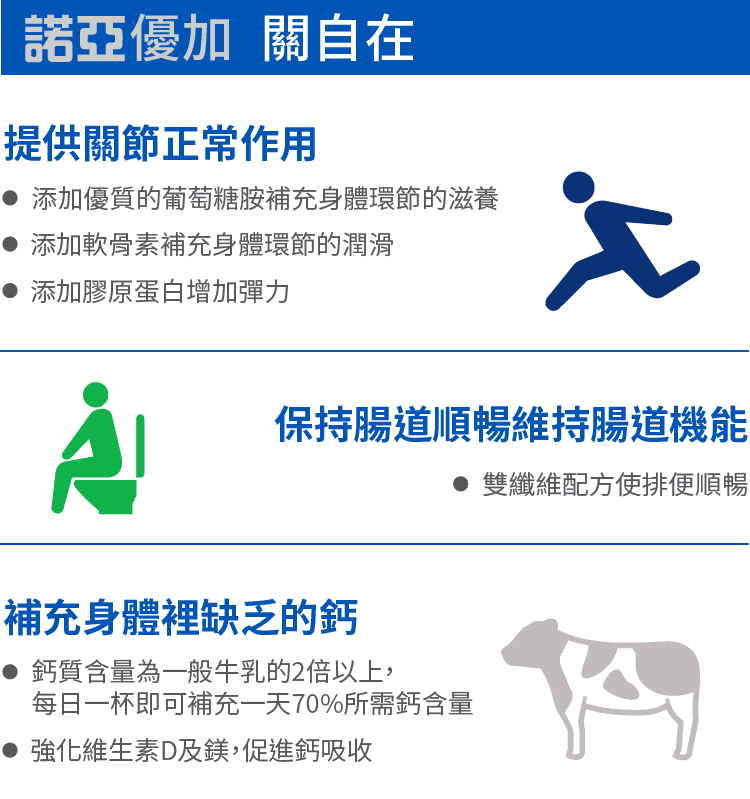 諾亞優加 關自在
提供關節正常作用
● 添加優質的葡萄糖胺補充身體環節的滋養
● 添加軟骨素補充身體環節的潤滑
● 添加膠原蛋白增加彈力
保持腸道順暢維持腸道機能
● 雙纖維配方使排便順暢
補充身體裡缺乏的鈣
● 鈣質含量為一般牛乳的2倍以上，
每日一杯即可補充一天70%所需鈣含量
● 強化維生素D及鎂，促進鈣吸收